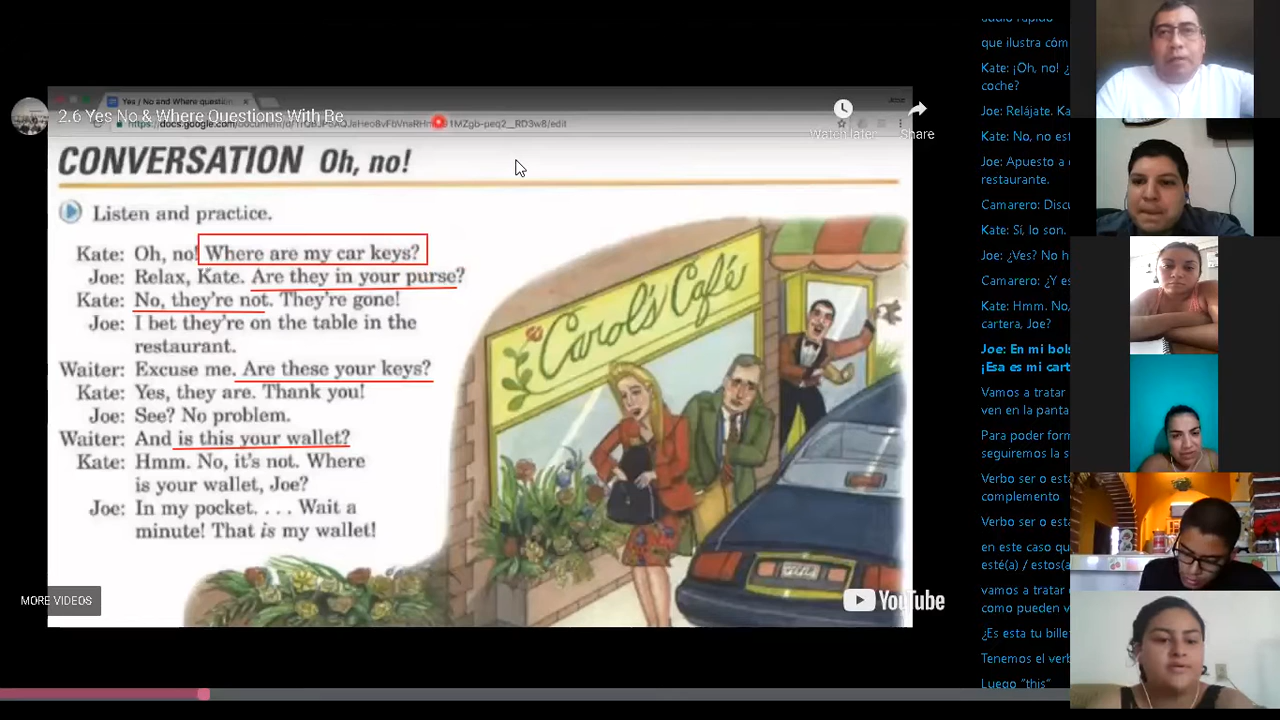 Yes / No and Where questi
2.6 Yes No & Where Questions With Be
Watch later
Share
CONVERSATION Oh, no!
Listen and practice.
Kate: Oh, no! Where are my car keys?
Joe: Relax, Kate. Are they in your purse?
Kate: No, they're not. They're gone!
Joe: I bet they're on the table in the
restaurant.
Waiter: Excuse me. Are these your keys?
Kate: Yes, they are. Thank you!
Joe: See? No problem.
Waiter: And is this your wallet?
Kate: Hmm. No, it's not. Where
is your wallet, Joe?
Joe: In my pocket. . . . Wait a
minute! That is my wallet!
Carol's Café
MORE VIDEOS
YouTube
que ilustra cóm
Kate: ¡Oh, no! ¿
coche?
Joe: Relájate. Ka
Kate: No, no est
Joe: Apuesto a
restaurante.
Camarero: Discu
Kate: Sí, lo son.
Joe: ¿Ves? No h
Camarero: ¿Y es
Kate: Hmm. No,
cartera, Joe?
Joe: En mi bols
¡Esa es mi cart
Vamos a tratar
ven en la panta
Para poder form
seguiremos la s
Verbo ser o esta
complemento
Verbo ser o esta
en este caso qu
esté(a) / estos(a
vamos a tratar
como pueden v
¿Es esta tu bille
Tenemos el verb
Luego "this"